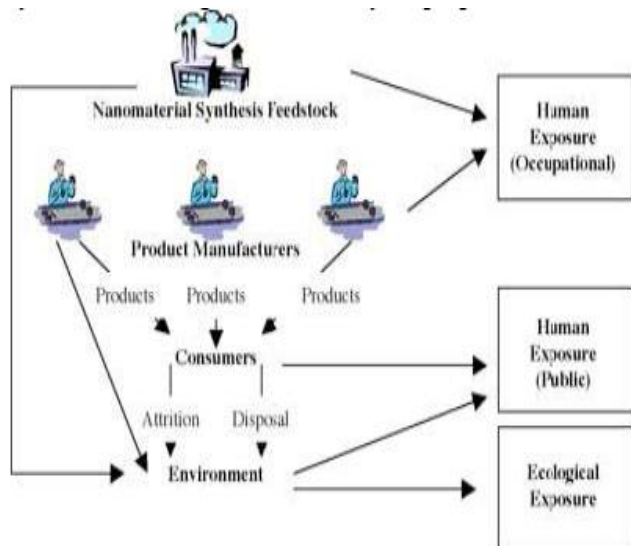 Nanomaterial Synthesis Feedstock
Human
Exposure
(Occupational)
Product Manufacturers
Products Products Products
Consumers
Human
Exposure
(Public)
Attrition Disposal
Environment
Ecological
Exposure